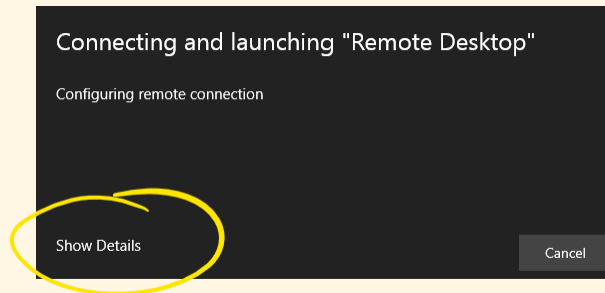 Connecting and launching "Remote Desktop"
Configuring remote connection
Show Details
Cancel